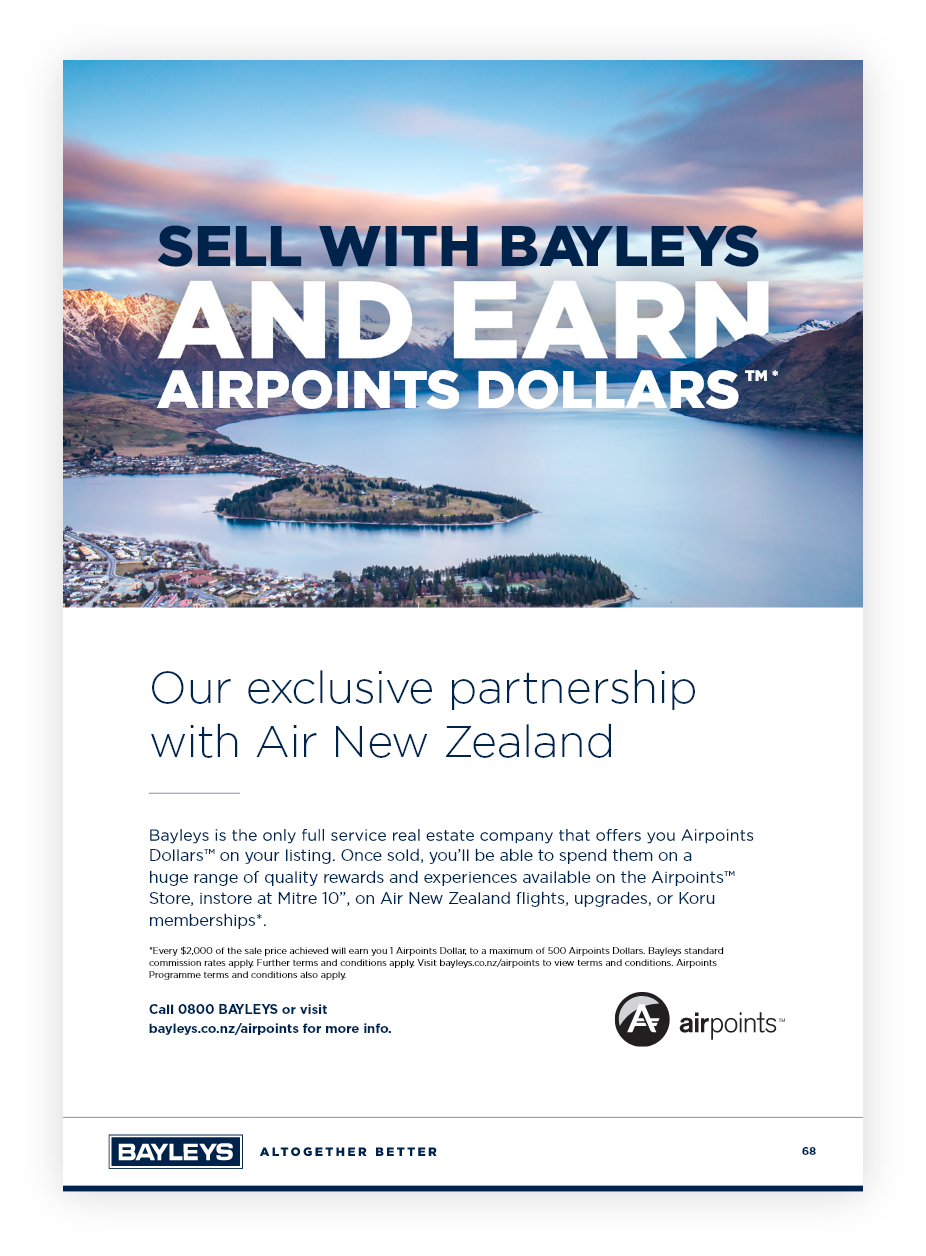 SELL WITH BAYLEYS
AND EARN
AIRPOINTS DOLLARS™*
Our exclusive partnership
with Air New Zealand
Bayleys is the only full service real estate company that offers you Airpoints
Dollars™ on your listing. Once sold, you’ll be able to spend them on a
huge range of quality rewards and experiences available on the Airpoints™
Store, instore at Mitre 10”, on Air New Zealand flights, upgrades, or Koru
memberships*.
*Every $2,000 of the sale price achieved will earn you 1 Airpoints Dollar, to a maximum of 500 Airpoints Dollars. Bayleys standard
commission rates apply. Further terms and conditions apply. Visit bayleys.co.nz/airpoints to view terms and conditions. Airpoints
Programme terms and conditions also apply.
Call 0800 BAYLEYS or visit
bayleys.co.nz/airpoints for more info.
airpoints™
BAYLEYS ALTOGETHER BETTER 68